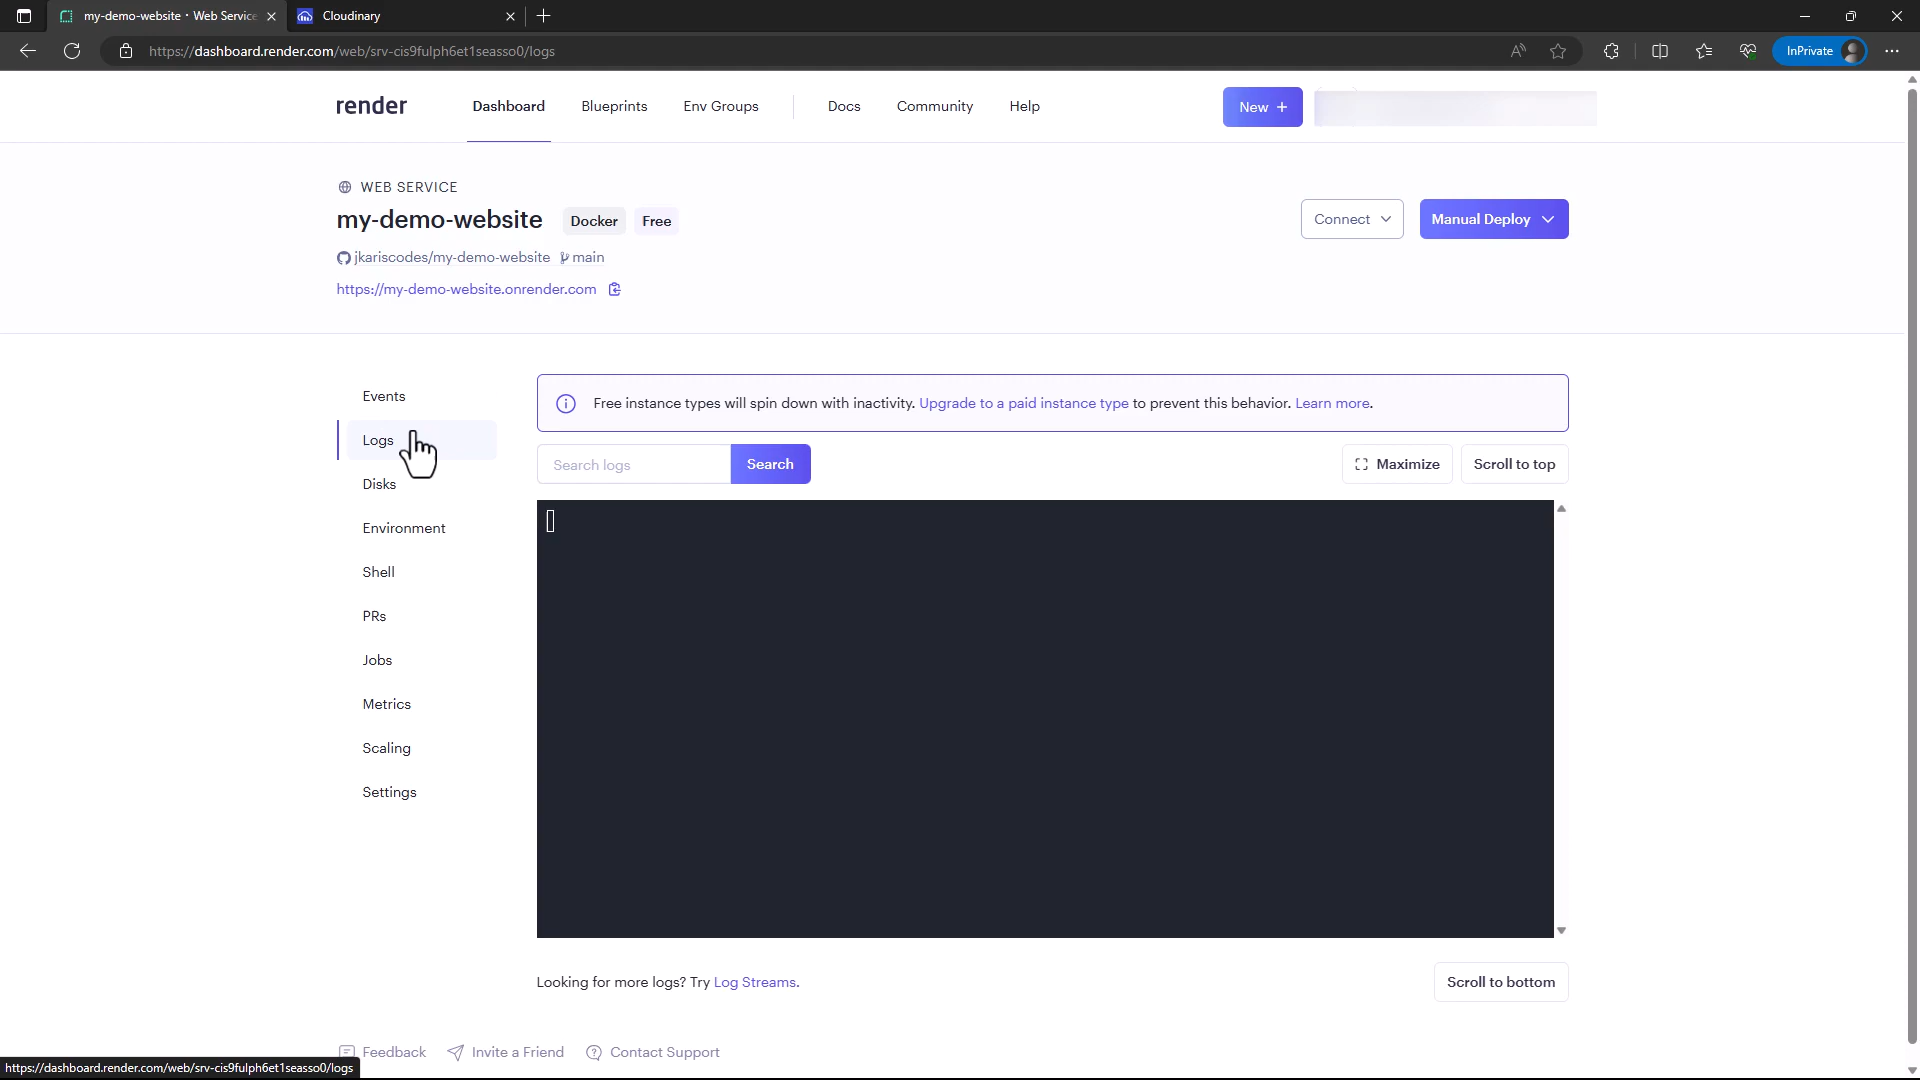 my-demo-website · Web Service
Cloudinary
https://dashboard.render.com/web/srv-cis9fulph6et1seasso0/logs
InPrivate
render
Dashboard
Blueprints
Env Groups
Docs
Community
Help
New +
WEB SERVICE
my-demo-website
Docker
Free
Connect
Manual Deploy
jkariscodes/my-demo-website
main
https://my-demo-website.onrender.com
Events
Logs
Disks
Environment
Shell
PRs
Jobs
Metrics
Scaling
Settings
Free instance types will spin down with inactivity. Upgrade to a paid instance type to prevent this behavior. Learn more.
Search logs
Search
Maximize
Scroll to top
Looking for more logs? Try Log Streams.
Scroll to bottom
Feedback
Invite a Friend
Contact Support
https://dashboard.render.com/web/srv-cis9fulph6et1seasso0/logs